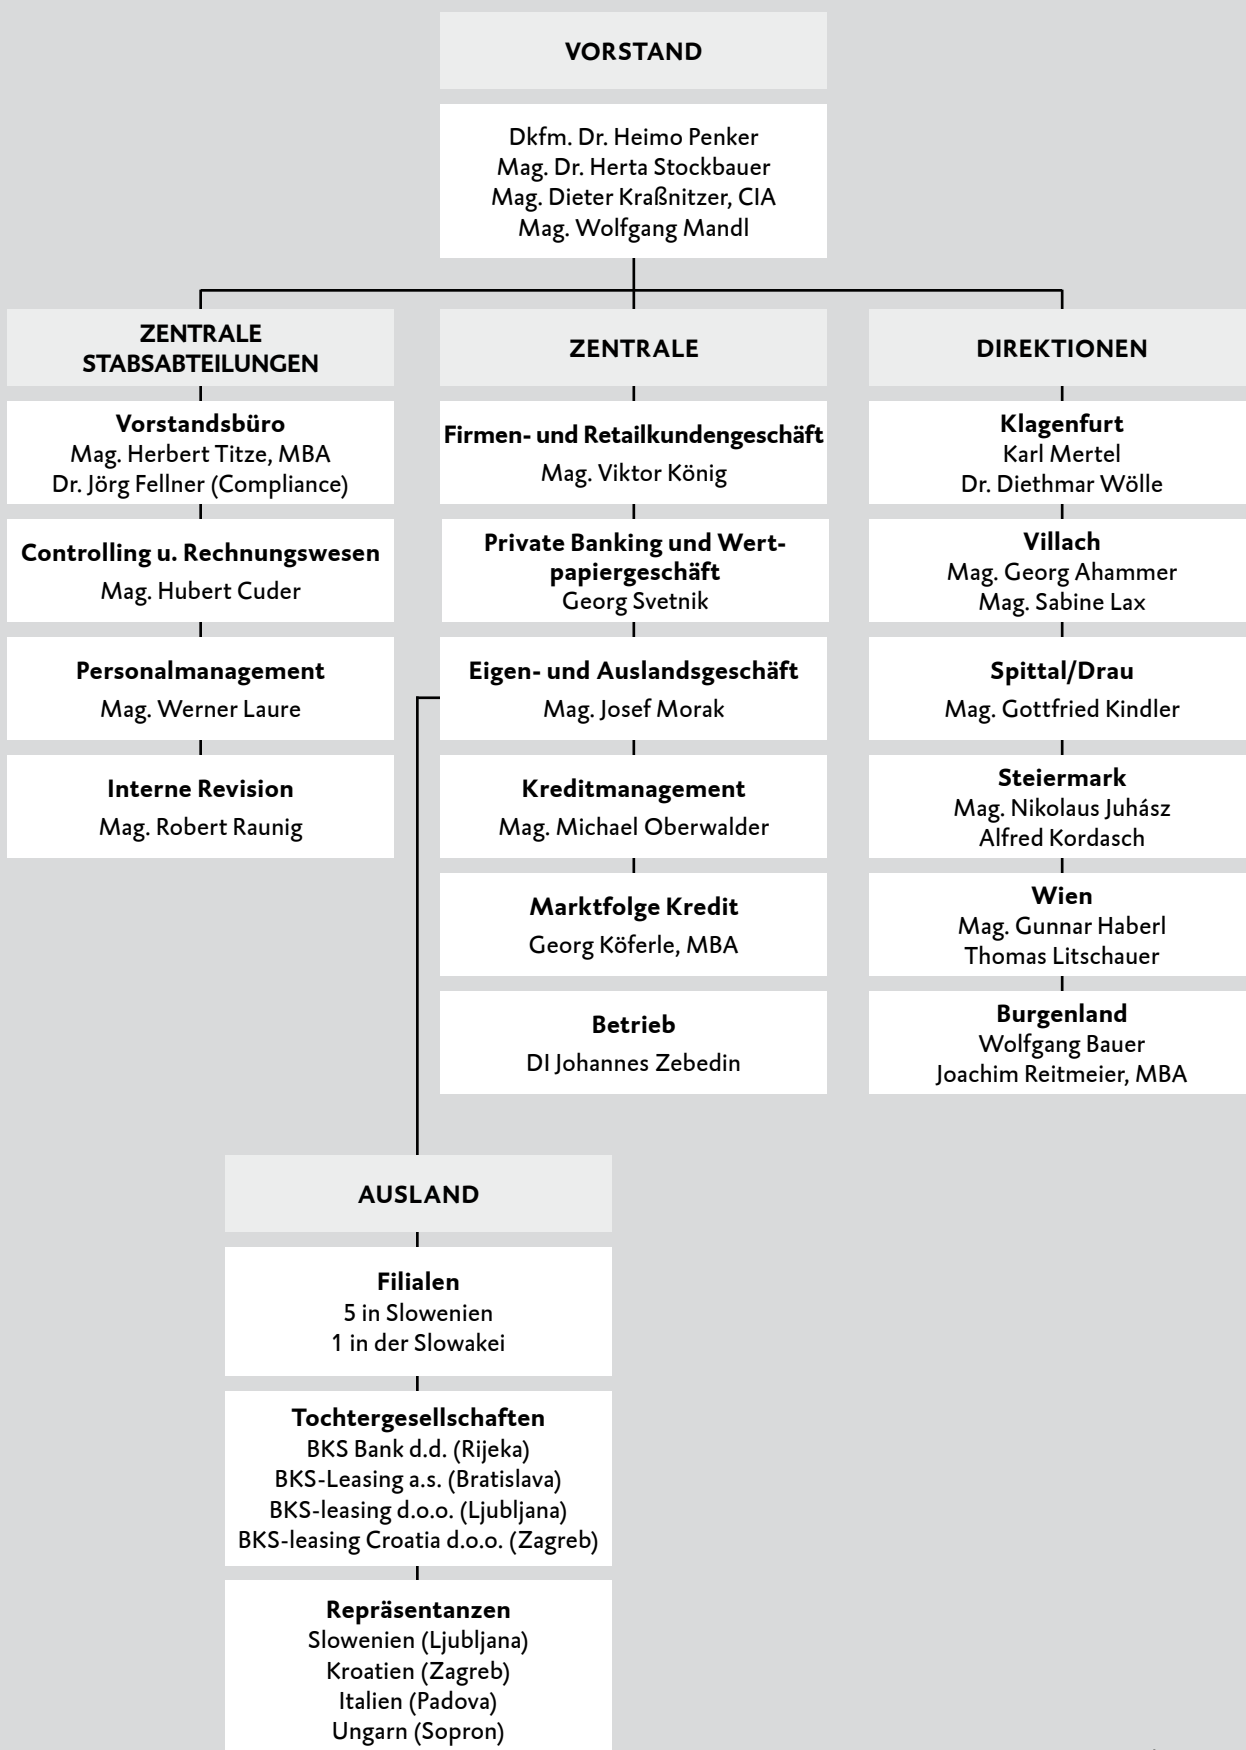 VORSTAND
Dkfm. Dr. Heimo Penker
Mag. Dr. Herta Stockbauer
Mag. Dieter Kraßnitzer, CIA
Mag. Wolfgang Mandl
ZENTRALE
STABSABTEILUNGEN
Vorstandsbüro
Mag. Herbert Titze, MBA
Dr. Jörg Fellner (Compliance)
Controlling u. Rechnungswesen
Mag. Hubert Cuder
Personalmanagement
Mag. Werner Laure
Interne Revision
Mag. Robert Raunig
ZENTRALE
Firmen- und Retailkundengeschäft
Mag. Viktor König
Private Banking und Wert-
papiergeschäft
Georg Svetnik
Eigen- und Auslandsgeschäft
Mag. Josef Morak
Kreditmanagement
Mag. Michael Oberwalder
Marktfolge Kredit
Georg Köferle, MBA
Betrieb
DI Johannes Zebedin
DIREKTIONEN
Klagenfurt
Karl Mertel
Dr. Diethmar Wölle
Villach
Mag. Georg Ahammer
Mag. Sabine Lax
Spittal/Drau
Mag. Gottfried Kindler
Steiermark
Mag. Nikolaus Juhász
Alfred Kordasch
Wien
Mag. Gunnar Haberl
Thomas Litschauer
Burgenland
Wolfgang Bauer
Joachim Reitmeier, MBA
AUSLAND
Filialen
5 in Slowenien
1 in der Slowakei
Tochtergesellschaften
BKS Bank d.d. (Rijeka)
BKS-Leasing a.s. (Bratislava)
BKS-leasing d.o.o. (Ljubljana)
BKS-leasing Croatia d.o.o. (Zagreb)
Repräsentanzen
Slowenien (Ljubljana)
Kroatien (Zagreb)
Italien (Padova)
Ungarn (Sopron)